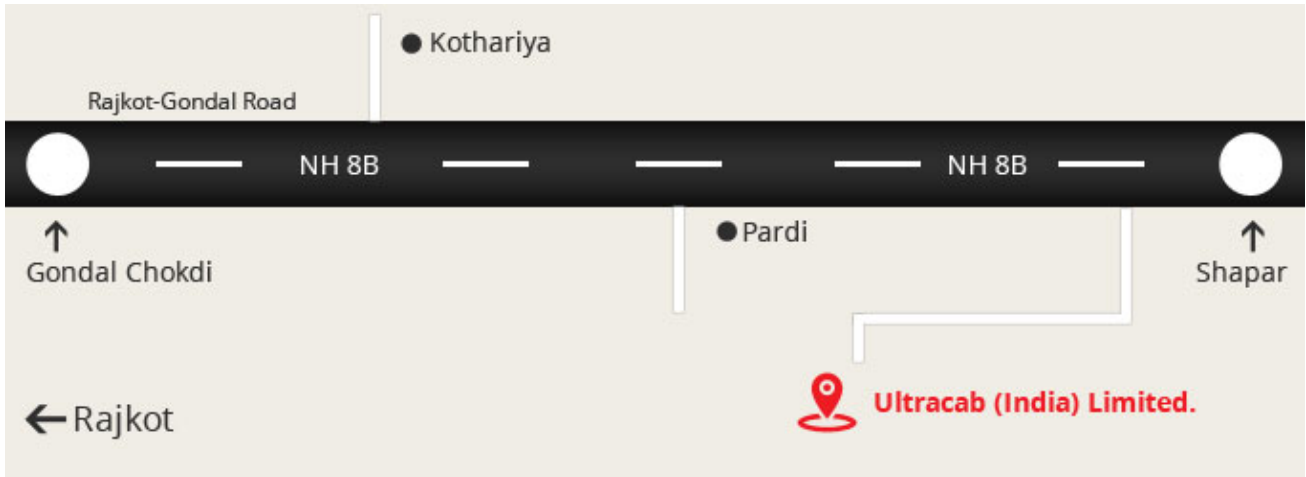 Kothariya
Rajkot-Gondal Road
NH 8B
NH 8B
Pardi
Gondal Chokdi
Shapar
Rajkot
Ultracab (India) Limited.